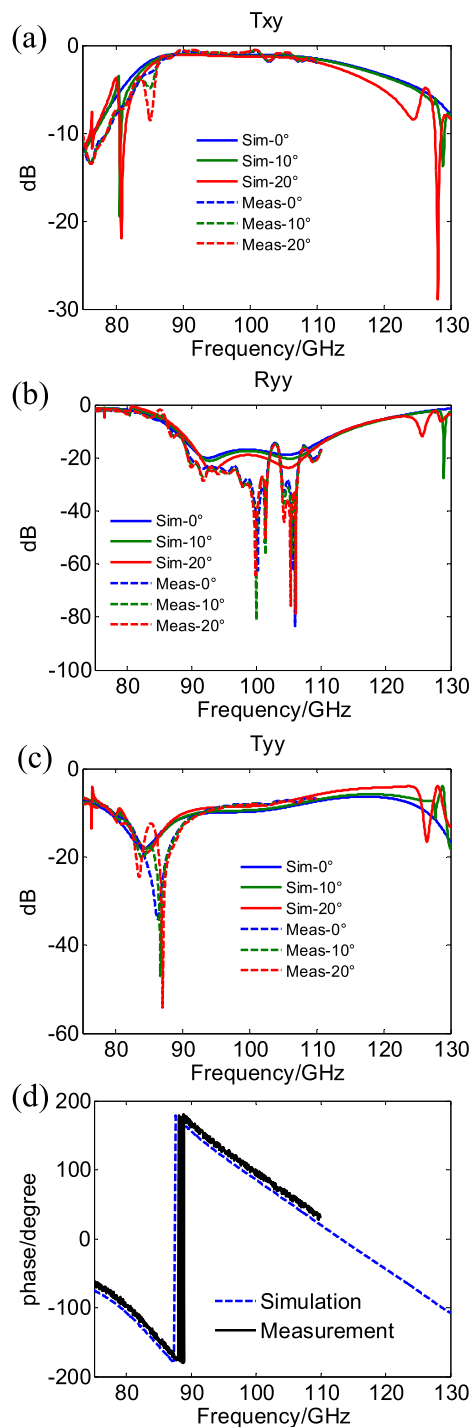 (a)
Txy
0
-10
-20
-30
dB
Sim-0°
Sim-10°
Sim-20°
Meas-0°
Meas-10°
Meas-20°
80 90 100 110 120 130
Frequency/GHz
(b)
Ryy
0
-20
-40
-60
-80
-100
dB
Sim-0°
Sim-10°
Sim-20°
Meas-0°
Meas-10°
Meas-20°
80 90 100 110 120 130
Frequency/GHz
(c)
Tyy
0
-20
-40
-60
dB
Sim-0°
Sim-10°
Sim-20°
Meas-0°
Meas-10°
Meas-20°
80 90 100 110 120 130
Frequency/GHz
(d)
200
100
0
-100
-200
phase/degree
Simulation
Measurement
80 90 100 110 120 130
Frequency/GHz